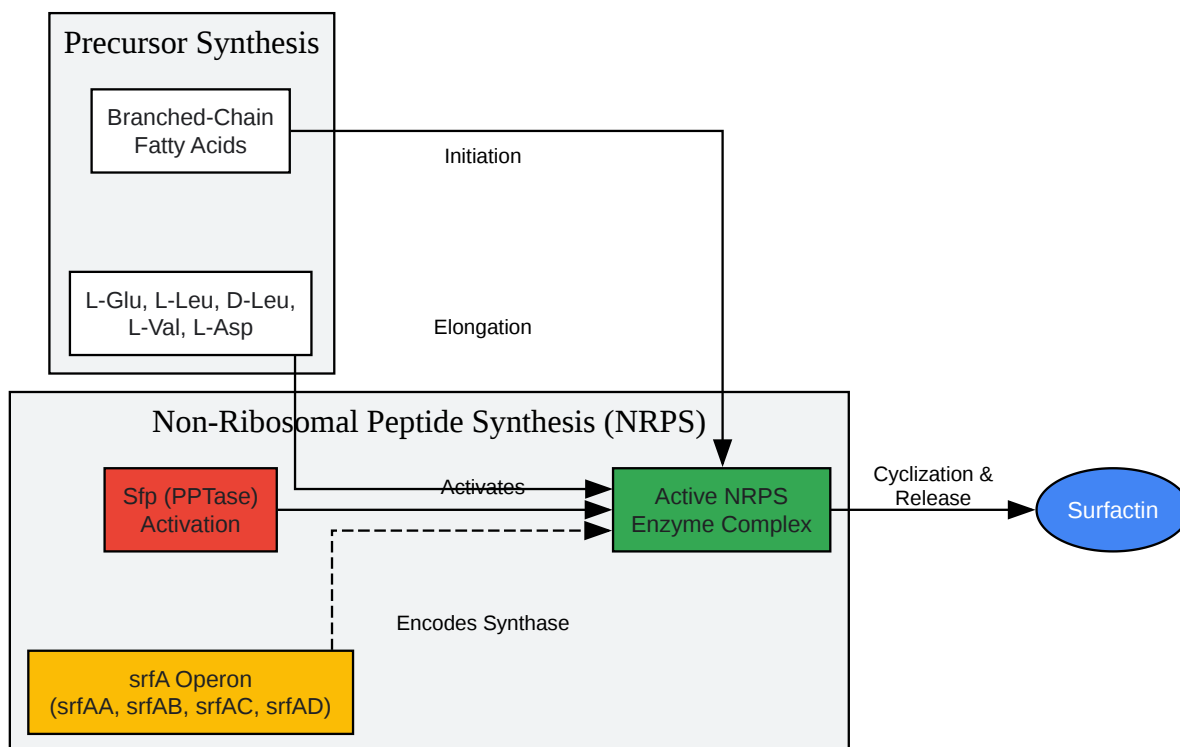 Precursor Synthesis
Branched-Chain
Fatty Acids
Initiation
L-Glu, L-Leu, D-Leu,
L-Val, L-Asp
Elongation
Non-Ribosomal Peptide Synthesis (NRPS)
Sfp (PPTase)
Activation
Activates
Active NRPS
Enzyme Complex
Cyclization &
Release
Surfactin
Encodes Synthase
srfA Operon
(srfAA, srfAB, srfAC, srfAD)